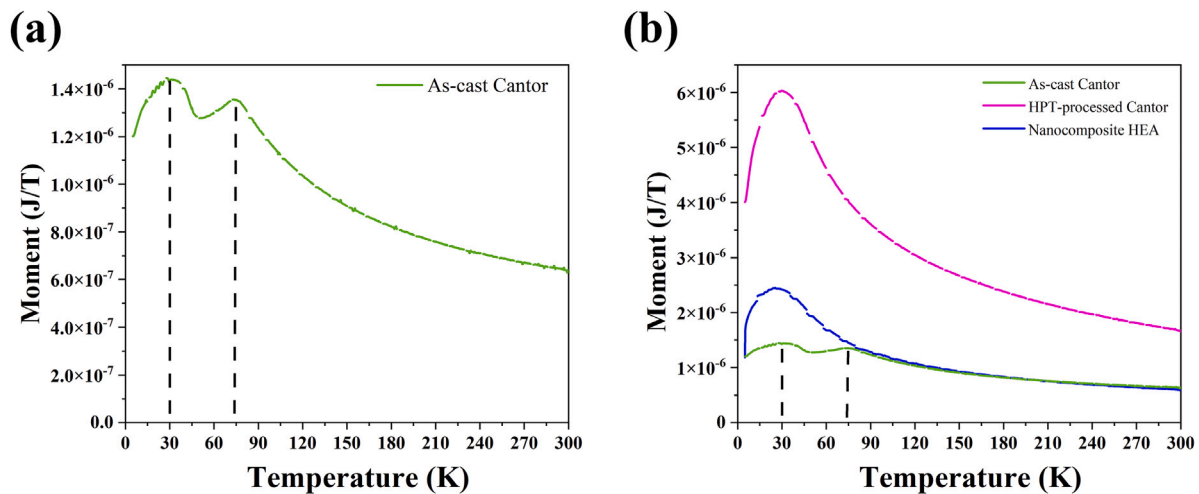 (a)
Moment (J/T)
1.4×10⁻⁶
1.2×10⁻⁶
1.0×10⁻⁶
8.0×10⁻⁷
6.0×10⁻⁷
4.0×10⁻⁷
2.0×10⁻⁷
0.0
As-cast Cantor
0 30 60 90 120 150 180 210 240 270 300
Temperature (K)
(b)
Moment (J/T)
6×10⁻⁶
5×10⁻⁶
4×10⁻⁶
3×10⁻⁶
2×10⁻⁶
1×10⁻⁶
0
As-cast Cantor
HPT-processed Cantor
Nanocomposite HEA
0 30 60 90 120 150 180 210 240 270 300
Temperature (K)